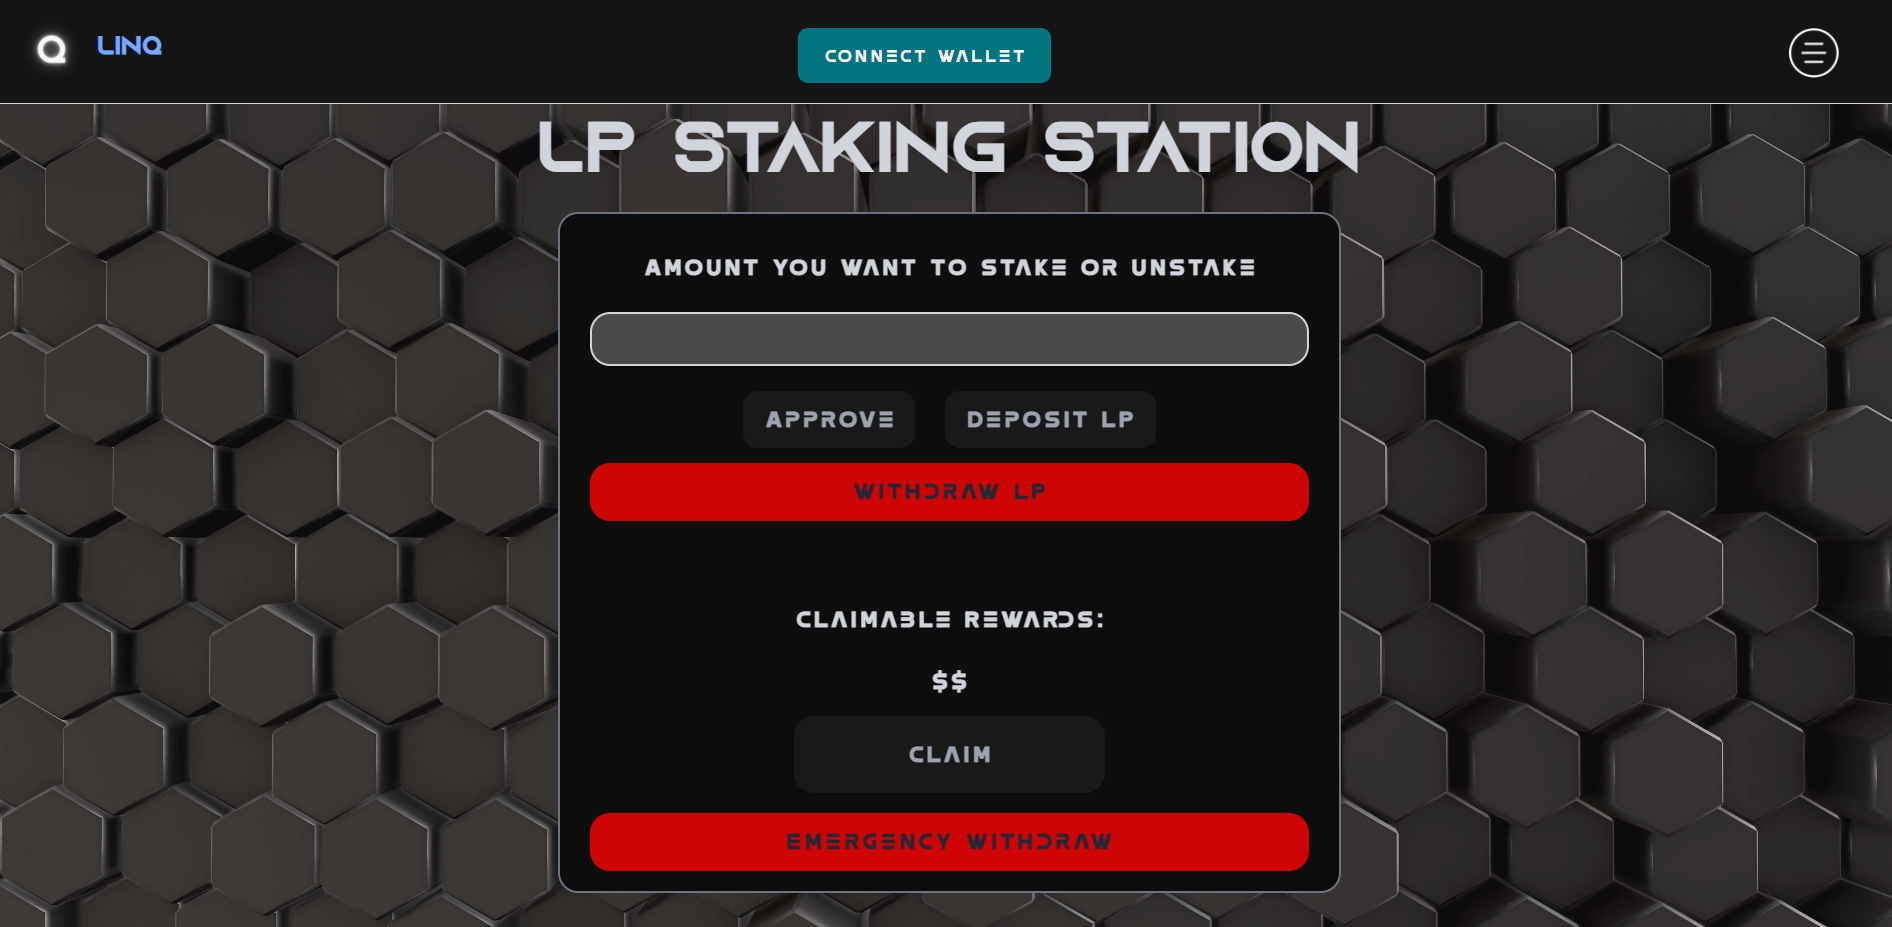 Q LINQ
CONNECT WALLET
LP STAKING STATION
AMOUNT YOU WANT TO STAKE OR UNSTAKE
APPROVE
DEPOSIT LP
WITHDRAW LP
CLAIMABLE REWARDS:
$$
CLAIM
EMERGENCY WITHDRAW